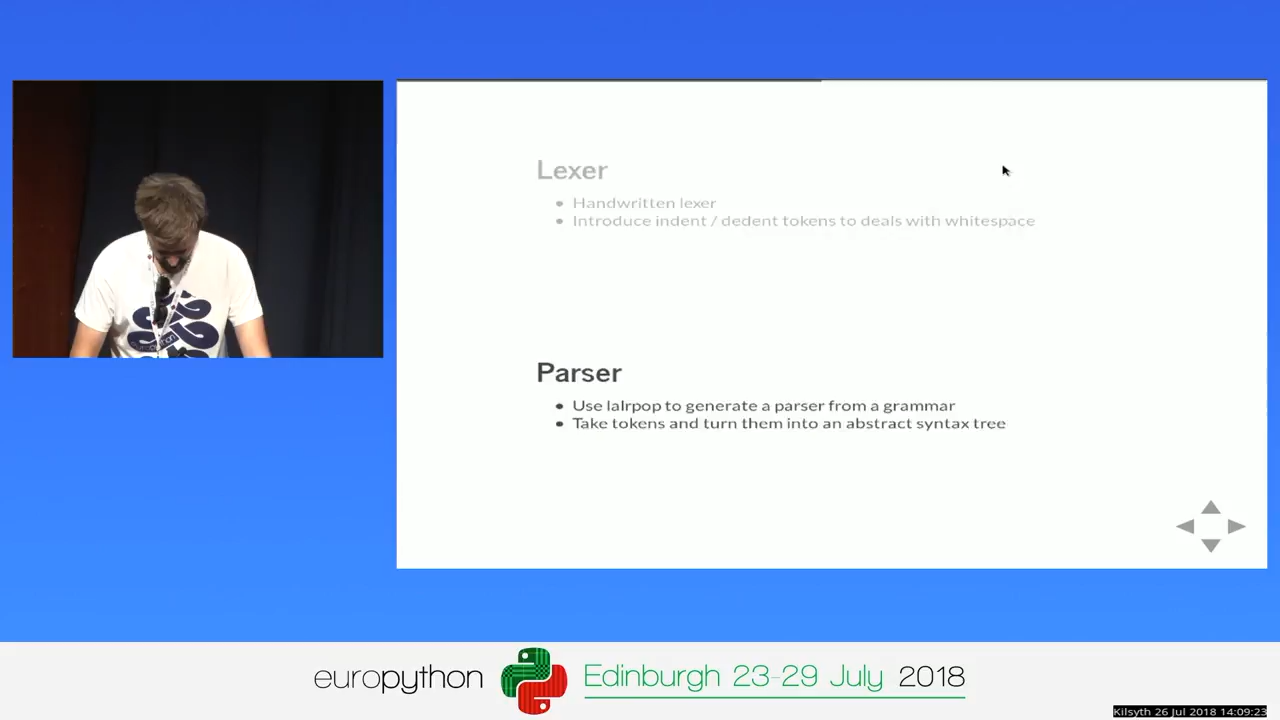 Lexer
Handwritten lexer
Introduce indent / dedent tokens to deals with whitespace
Parser
Use lalrpop to generate a parser from a grammar
Take tokens and turn them into an abstract syntax tree
europython Edinburgh 23-29 July 2018
Kilsyth 26 Jul 2018 14:09:23